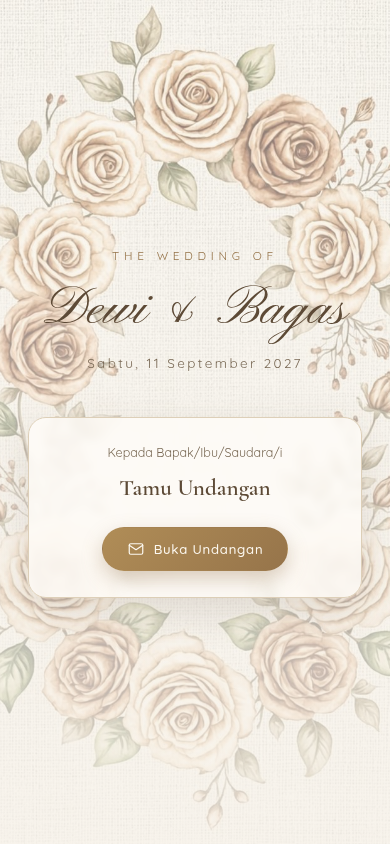 THE WEDDING OF
Dewi & Bagas
Sabtu, 11 September 2027
Kepada Bapak/Ibu/Saudara/i
Tamu Undangan
Buka Undangan